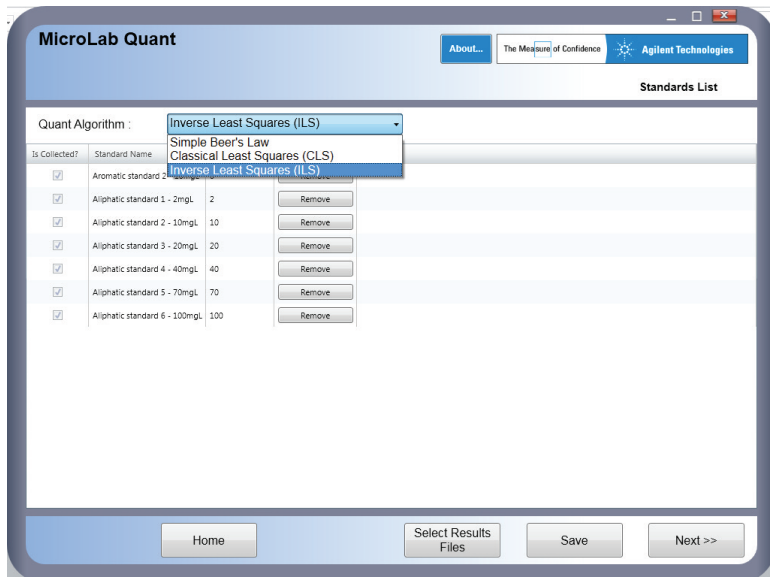 MicroLab Quant
About...
The Measure of Confidence
Agilent Technologies
Standards List
Quant Algorithm :
Inverse Least Squares (ILS)
Simple Beer's Law
Classical Least Squares (CLS)
Inverse Least Squares (ILS)
Is Collected? Standard Name
Aromatic standard 2
Aliphatic standard 1 - 2mgL 2 Remove
Aliphatic standard 2 - 10mgL 10 Remove
Aliphatic standard 3 - 20mgL 20 Remove
Aliphatic standard 4 - 40mgL 40 Remove
Aliphatic standard 5 - 70mgL 70 Remove
Aliphatic standard 6 - 100mgL 100 Remove
Home
Select Results
Files
Save
Next >>